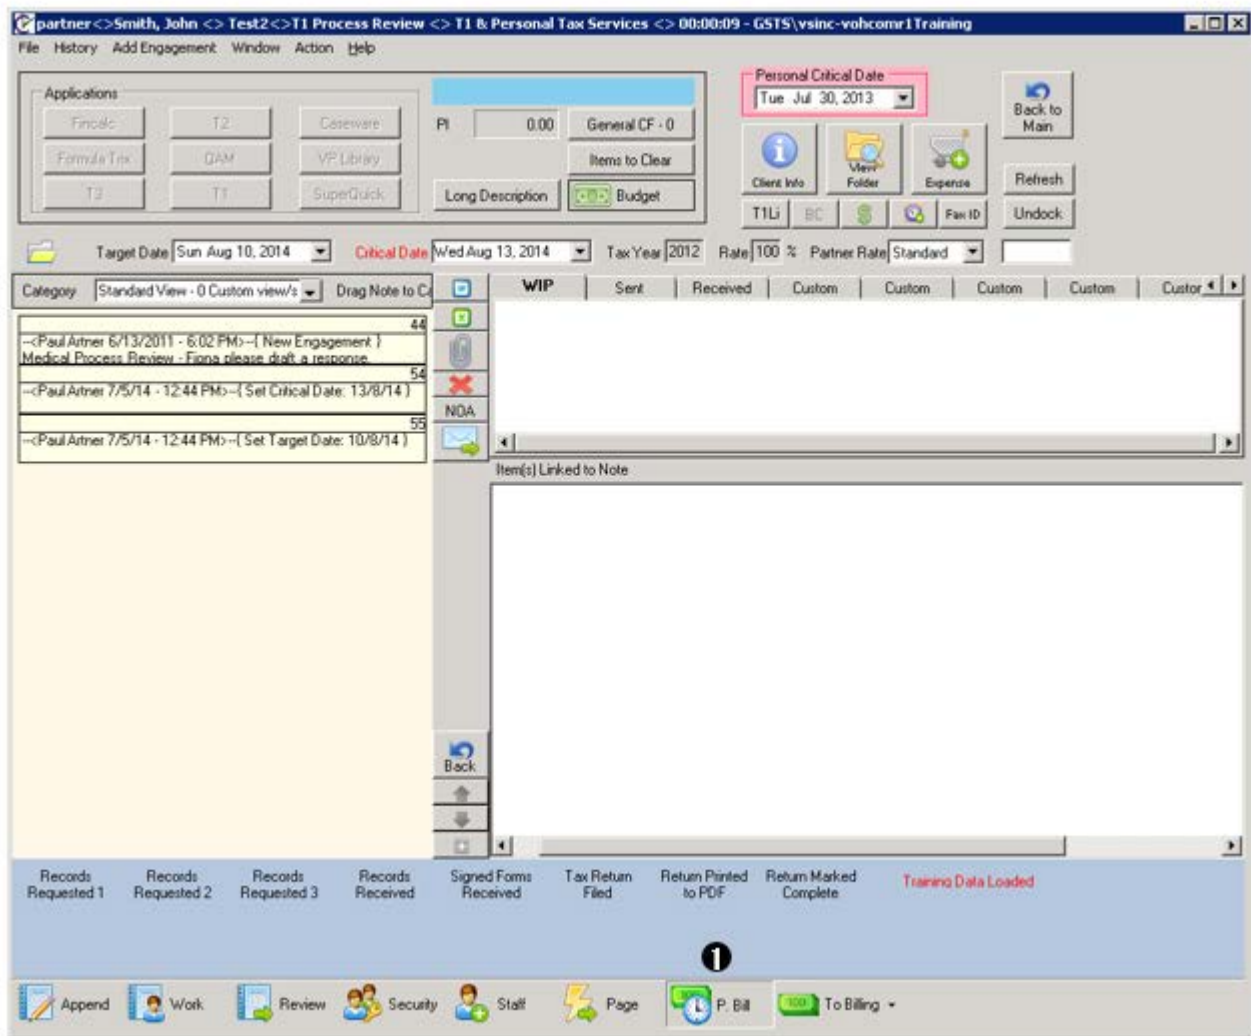 partner<>Smith, John <> Test2<>T1 Process Review <> T1 & Personal Tax Services <> 00:00:09 - GSTS\vsinc-vohcomr1Training
File History Add Engagement Window Action Help
Applications
Fincalc T2 Caseware
Formula Trix QAM VP Library
T3 T1 SuperQuick
PI 0.00 General CF - 0
Items to Clear
Long Description Budget
Personal Critical Date
Tue Jul 30, 2013
Back to
Main
Client Info View
Folder Expense
Refresh
T1Li BC Fax ID Undock
Target Date Sun Aug 10, 2014 Critical Date Wed Aug 13, 2014 Tax Year 2012 Rate 100 % Partner Rate Standard
Category Standard View - 0 Custom view/s Drag Note to Ca
WIP Sent Received Custom Custom Custom Custom Custor
44
--<Paul Artner 6/13/2011 - 6:02 PM>--{ New Engagement }
Medical Process Review - Fiona please draft a response.
54
--<Paul Artner 7/5/14 - 12:44 PM>--{ Set Critical Date: 13/8/14 }
55
--<Paul Artner 7/5/14 - 12:44 PM>--{ Set Target Date: 10/8/14 }
NOA
Item(s) Linked to Note
Back
Records
Requested 1
Records
Requested 2
Records
Requested 3
Records
Received
Signed Forms
Received
Tax Return
Filed
Return Printed
to PDF
Return Marked
Complete
Training Data Loaded
1
Append Work Review Security Staff Page P. Bill 100 To Billing